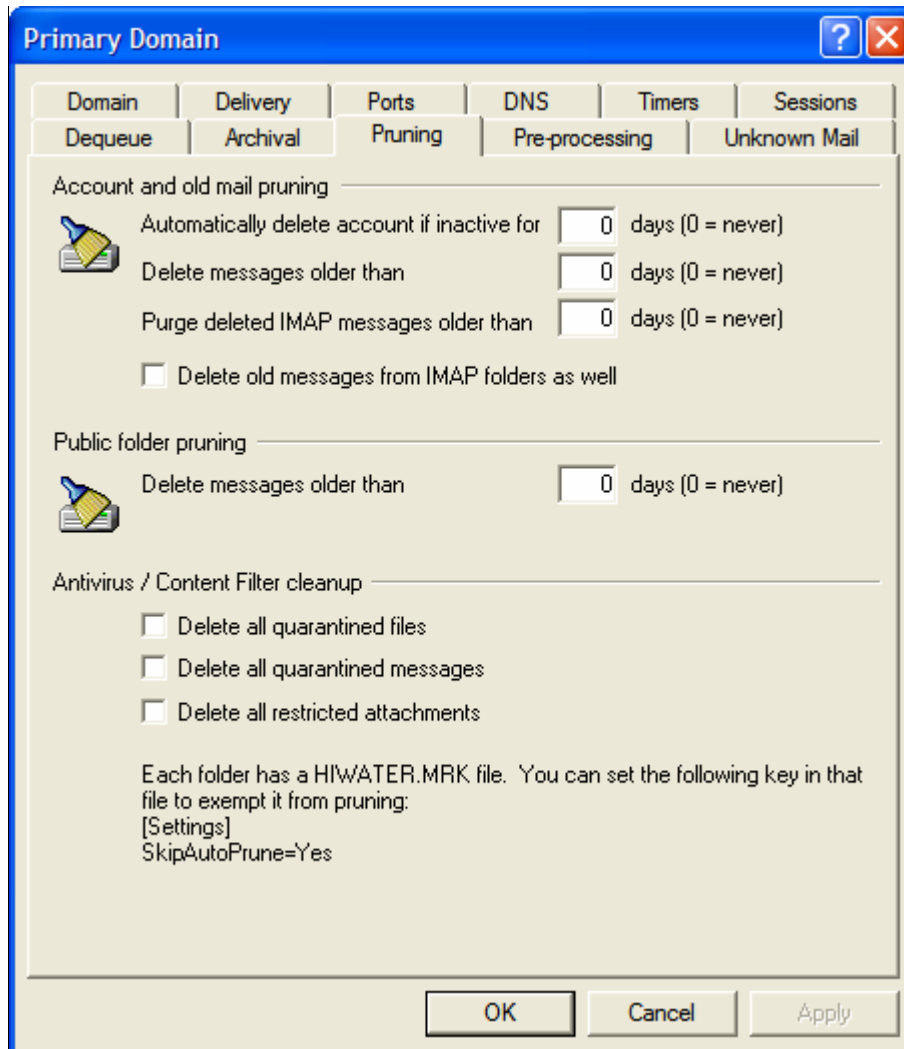 Primary Domain
Domain Delivery Ports DNS Timers Sessions
Dequeue Archival Pruning Pre-processing Unknown Mail
Account and old mail pruning
Automatically delete account if inactive for 0 days (0 = never)
Delete messages older than 0 days (0 = never)
Purge deleted IMAP messages older than 0 days (0 = never)
Delete old messages from IMAP folders as well
Public folder pruning
Delete messages older than 0 days (0 = never)
Antivirus / Content Filter cleanup
Delete all quarantined files
Delete all quarantined messages
Delete all restricted attachments
Each folder has a HIWATER.MRK file.  You can set the following key in that
file to exempt it from pruning:
[Settings]
SkipAutoPrune=Yes
OK Cancel Apply